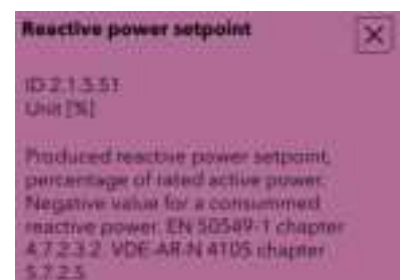 Reactive power setpoint
ID 2.1.3.51
Unit [%]
Produced reactive power setpoint,
percentage of rated active power.
Negative value for a consummed
reactive power. EN 50549-1 chapter
4.7.2.3.2. VDE-AR-N 4105 chapter
5.7.2.5